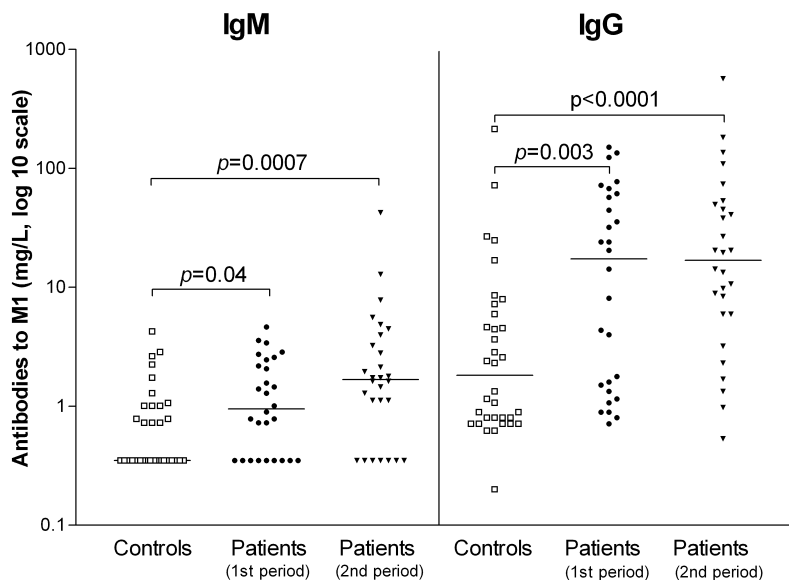 IgM IgG
Antibodies to M1 (mg/L, log 10 scale)
1000
100
10
1
0.1
p=0.0007
p=0.04
p<0.0001
p=0.003
Controls Patients Patients Controls Patients Patients
(1st period) (2nd period) (1st period) (2nd period)